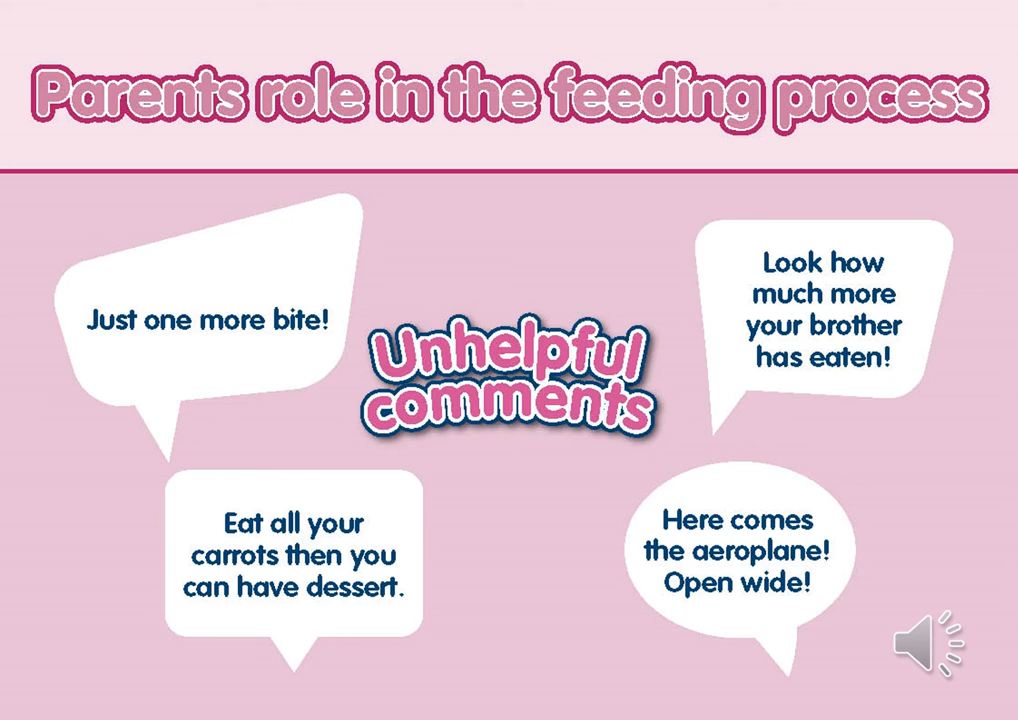 Parents role in the feeding process
Just one more bite!
Look how
much more
your brother
has eaten!
Unhelpful
comments
Eat all your
carrots then you
can have dessert.
Here comes
the aeroplane!
Open wide!